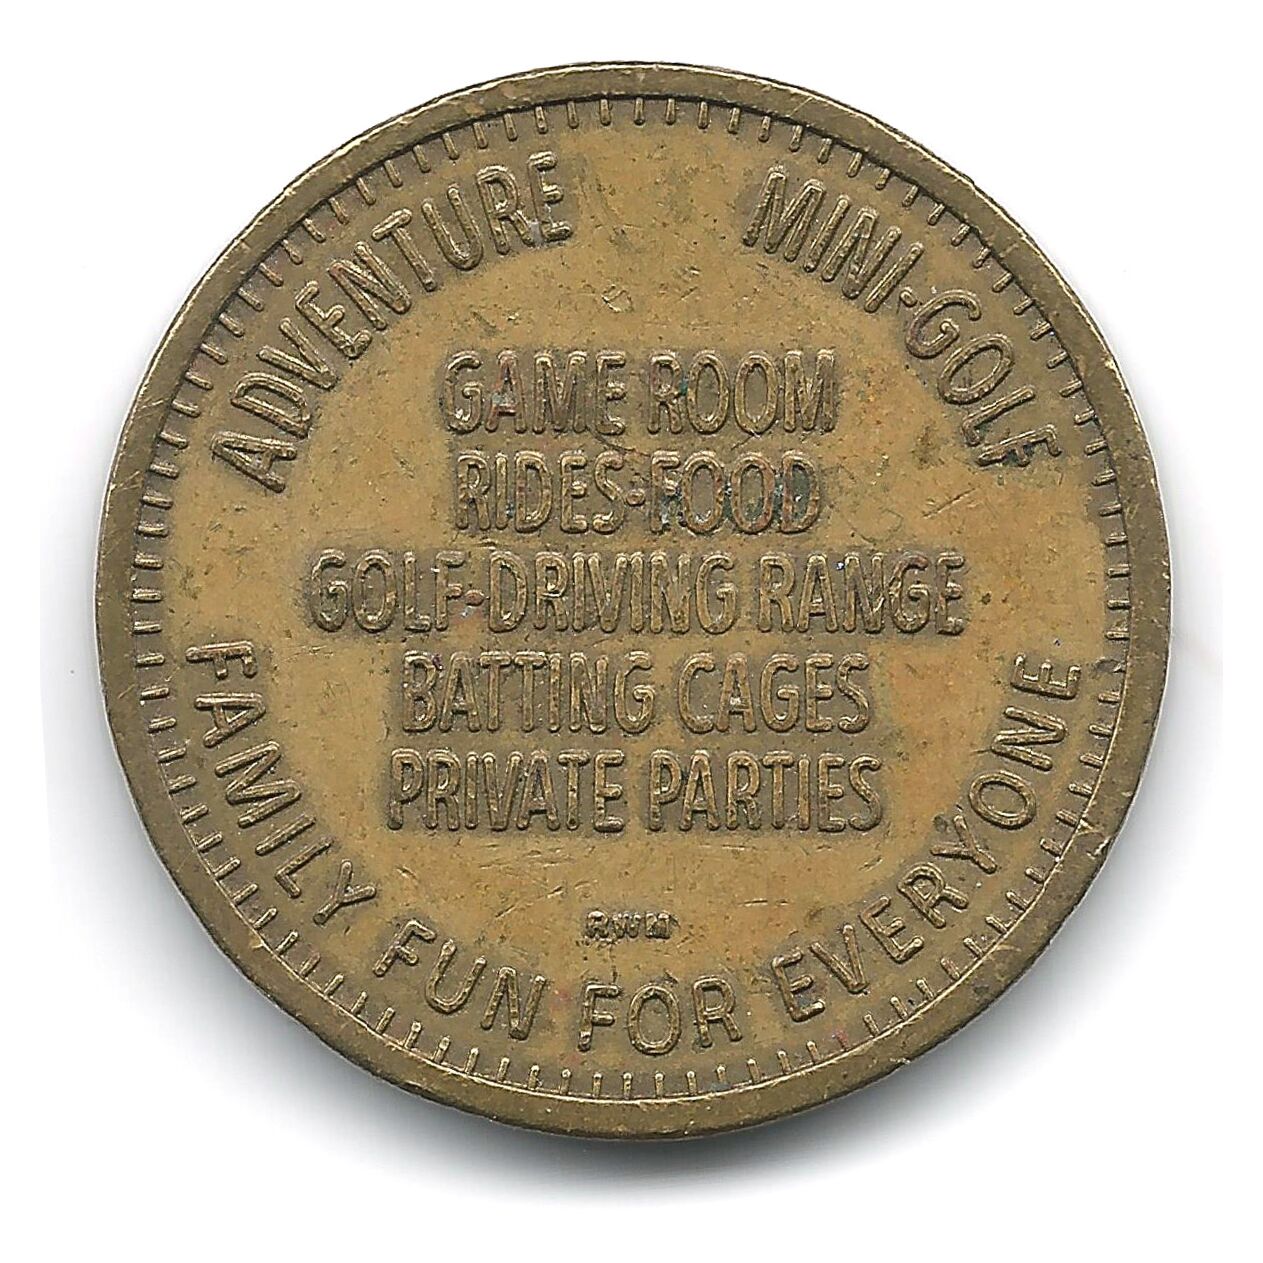 ADVENTURE MINI-GOLF
GAME ROOM
RIDES-FOOD
GOLF-DRIVING RANGE
BATTING CAGES
PRIVATE PARTIES
RWM
FAMILY FUN FOR EVERYONE